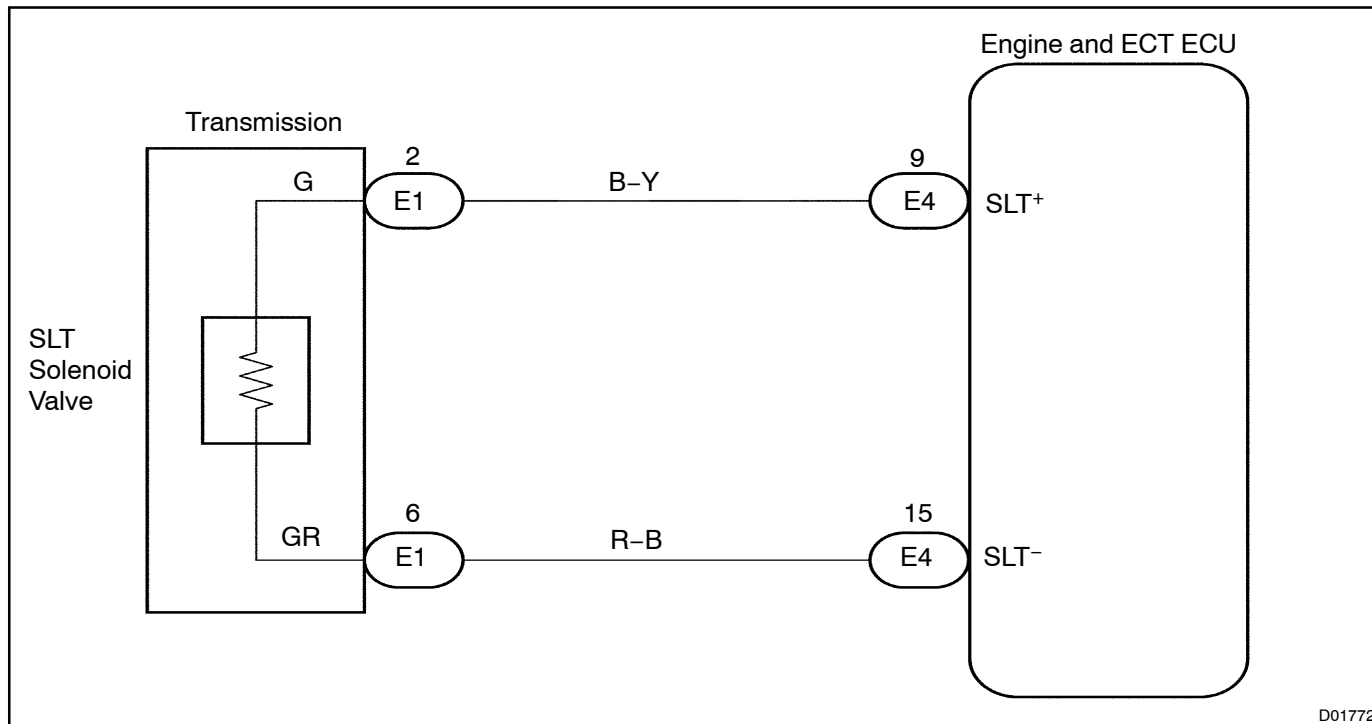 Engine and ECT ECU
Transmission
2
9
G
B−Y
E1
E4
SLT+
SLT
Solenoid
Valve
6
15
GR
R−B
E1
E4
SLT−
D01772